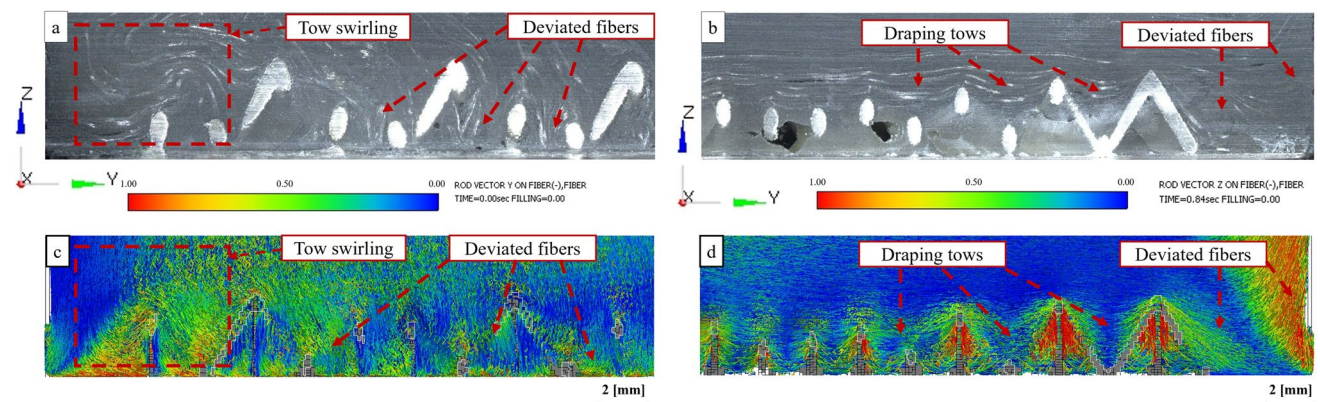 a
Tow swirling
Deviated fibers
Z
X
Y
1.00
0.50
0.00
ROD VECTOR Y ON FIBER(-),FIBER
TIME=0.00sec FILLING=0.00
b
Draping tows
Deviated fibers
Z
X
Y
1.00
0.50
0.00
ROD VECTOR Z ON FIBER(-),FIBER
TIME=0.84sec FILLING=0.00
c
Tow swirling
Deviated fibers
2 [mm]
d
Draping tows
Deviated fibers
2 [mm]